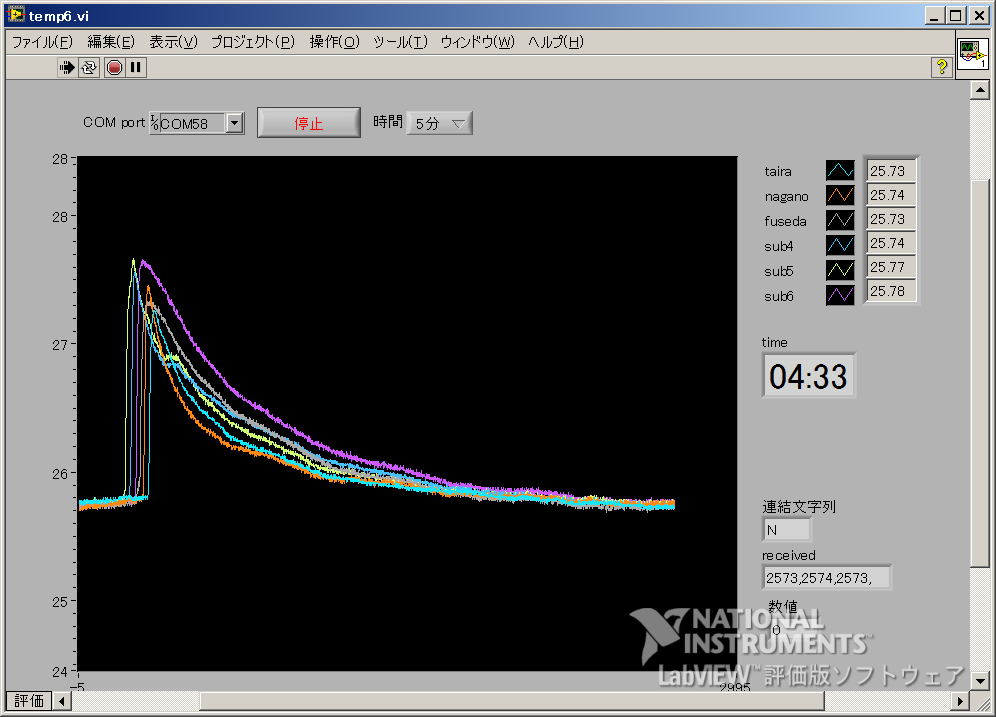 temp6.vi
ファイル(F) 編集(E) 表示(V) プロジェクト(P) 操作(O) ツール(T) ウィンドウ(W) ヘルプ(H)
?
1
COM port I/% COM58 停止 時間 5分
28
28
27
26
25
24
-5 2995
taira 25.73
nagano 25.74
fuseda 25.73
sub4 25.74
sub5 25.77
sub6 25.78
time
04:33
連結文字列
N
received
2573,2574,2573,
数値
0
NATIONAL
INSTRUMENTS™
LabVIEW™ 評価版ソフトウェア
評価